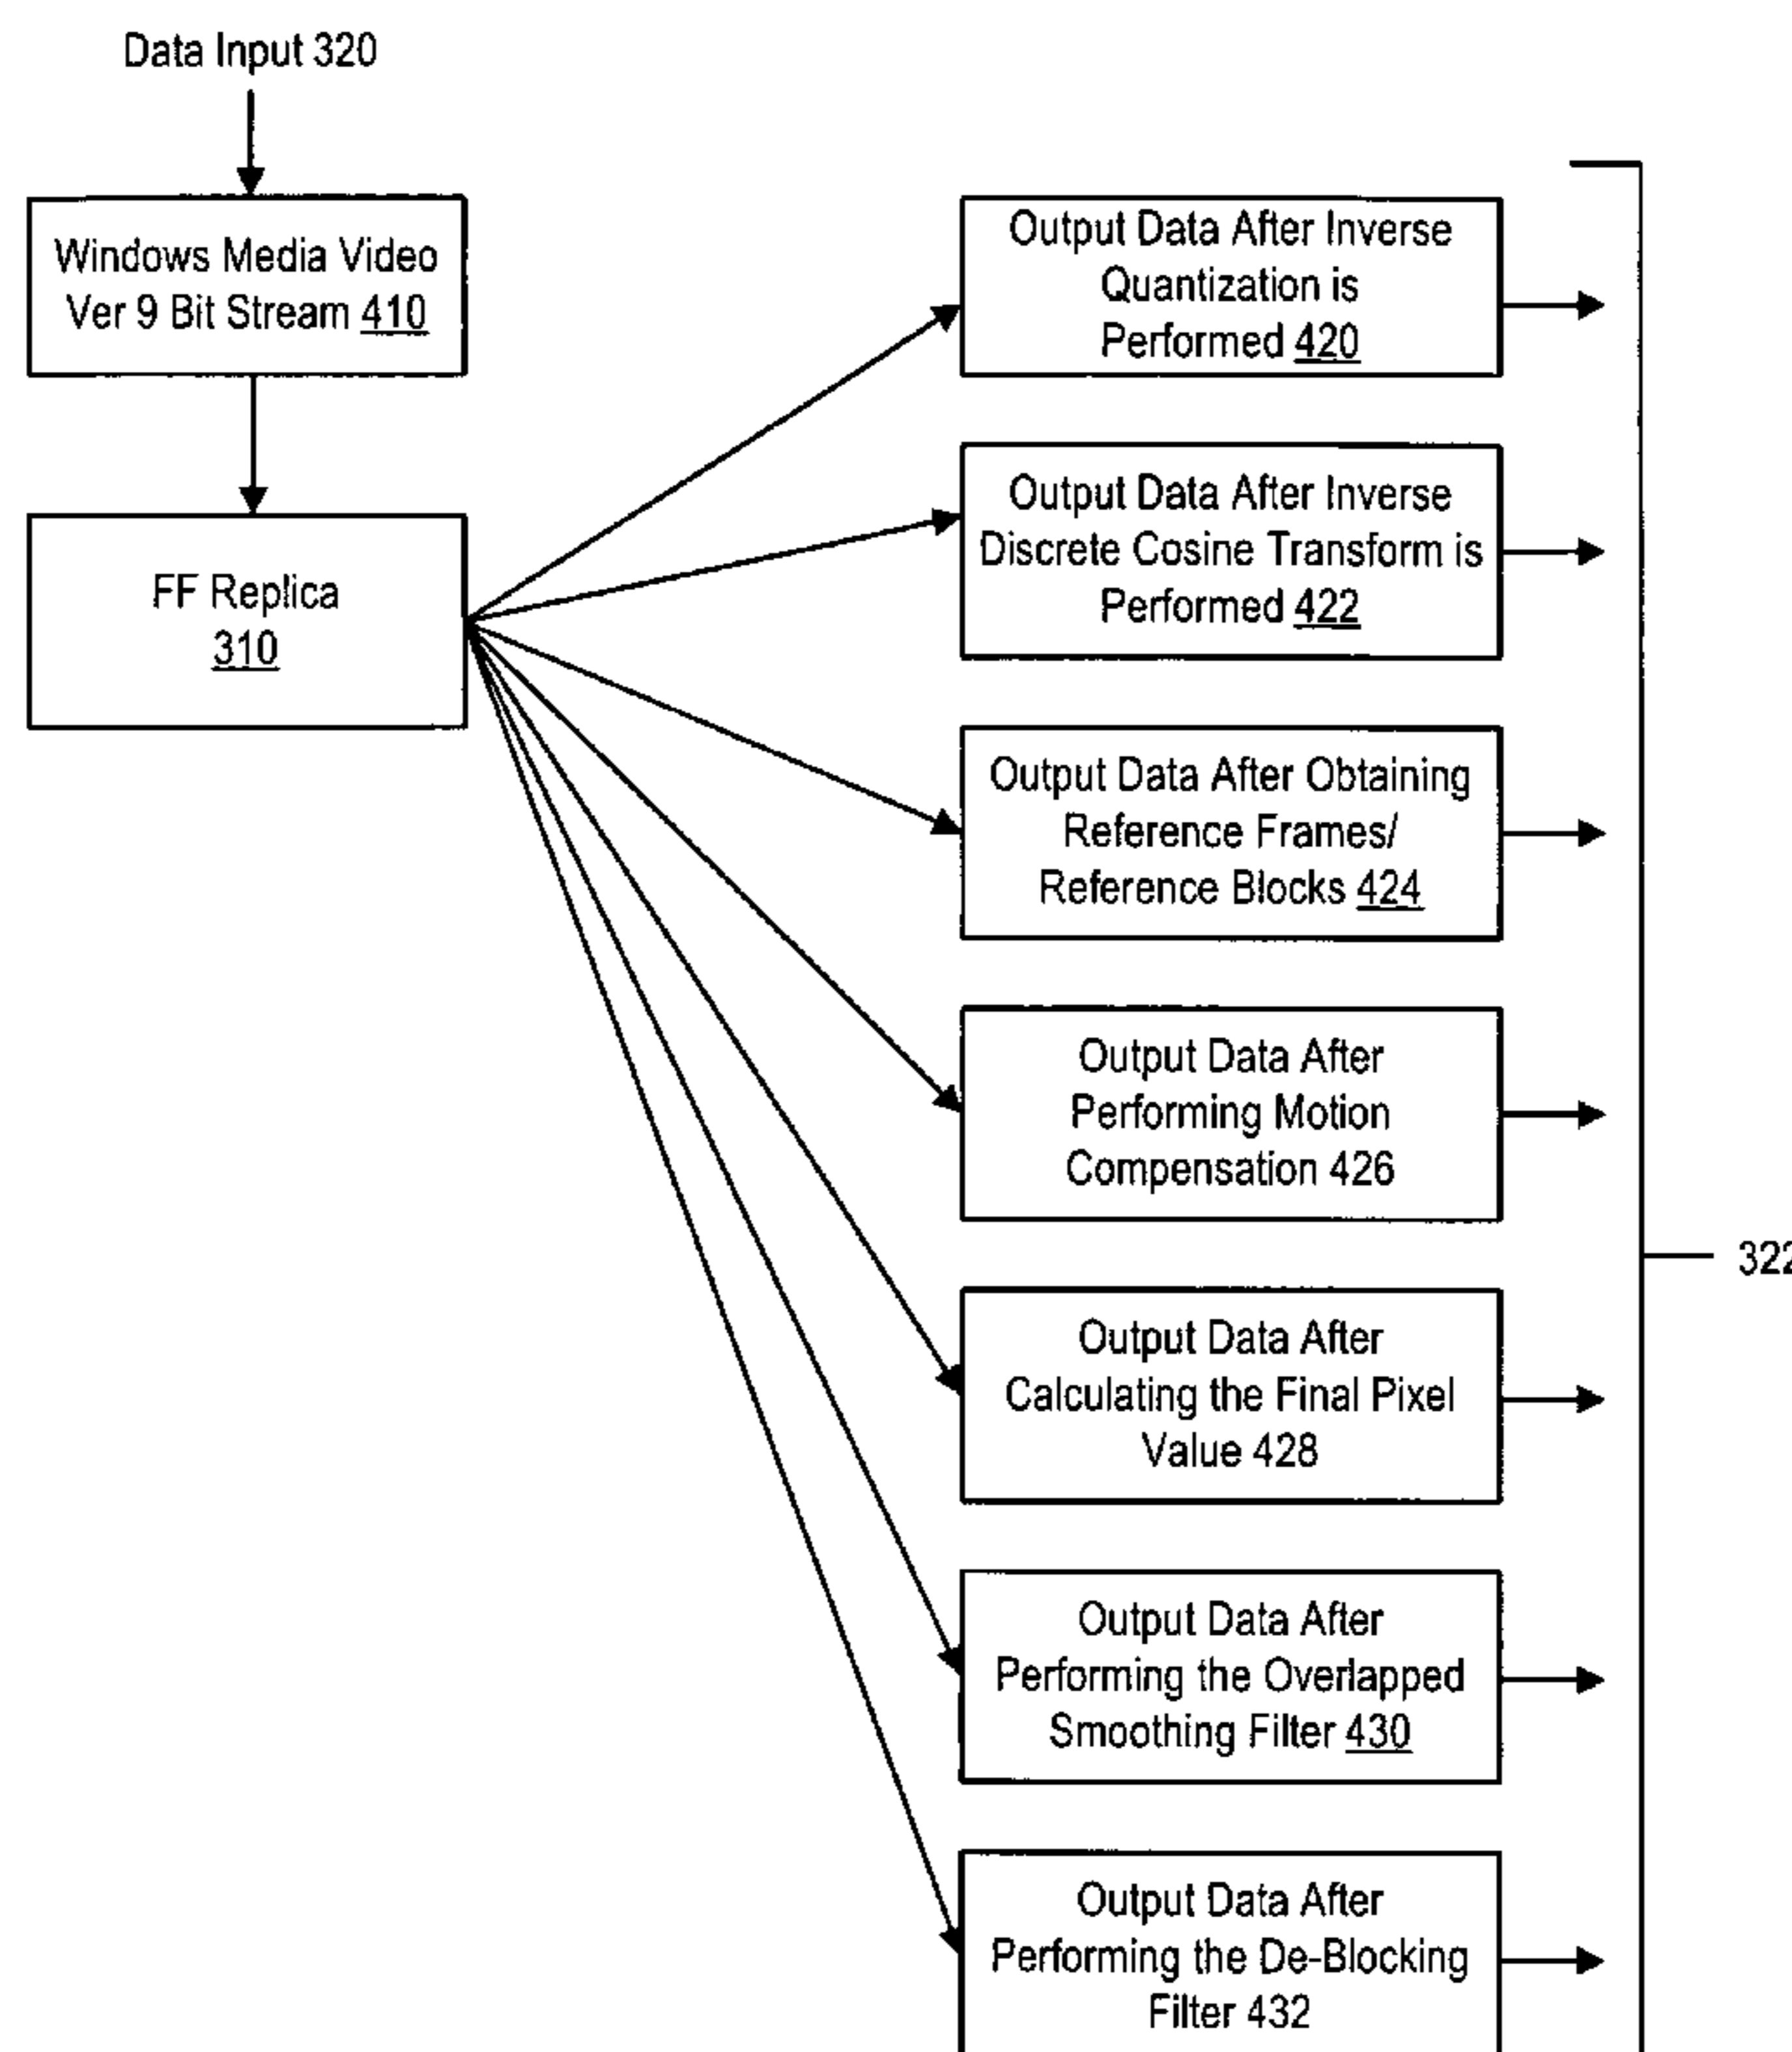 Data Input 320
Windows Media Video
Ver 9 Bit Stream 410
FF Replica
310
Output Data After Inverse
Quantization is
Performed 420
Output Data After Inverse
Discrete Cosine Transform is
Performed 422
Output Data After Obtaining
Reference Frames/
Reference Blocks 424
Output Data After
Performing Motion
Compensation 426
322
Output Data After
Calculating the Final Pixel
Value 428
Output Data After
Performing the Overlapped
Smoothing Filter 430
Output Data After
Performing the De-Blocking
Filter 432